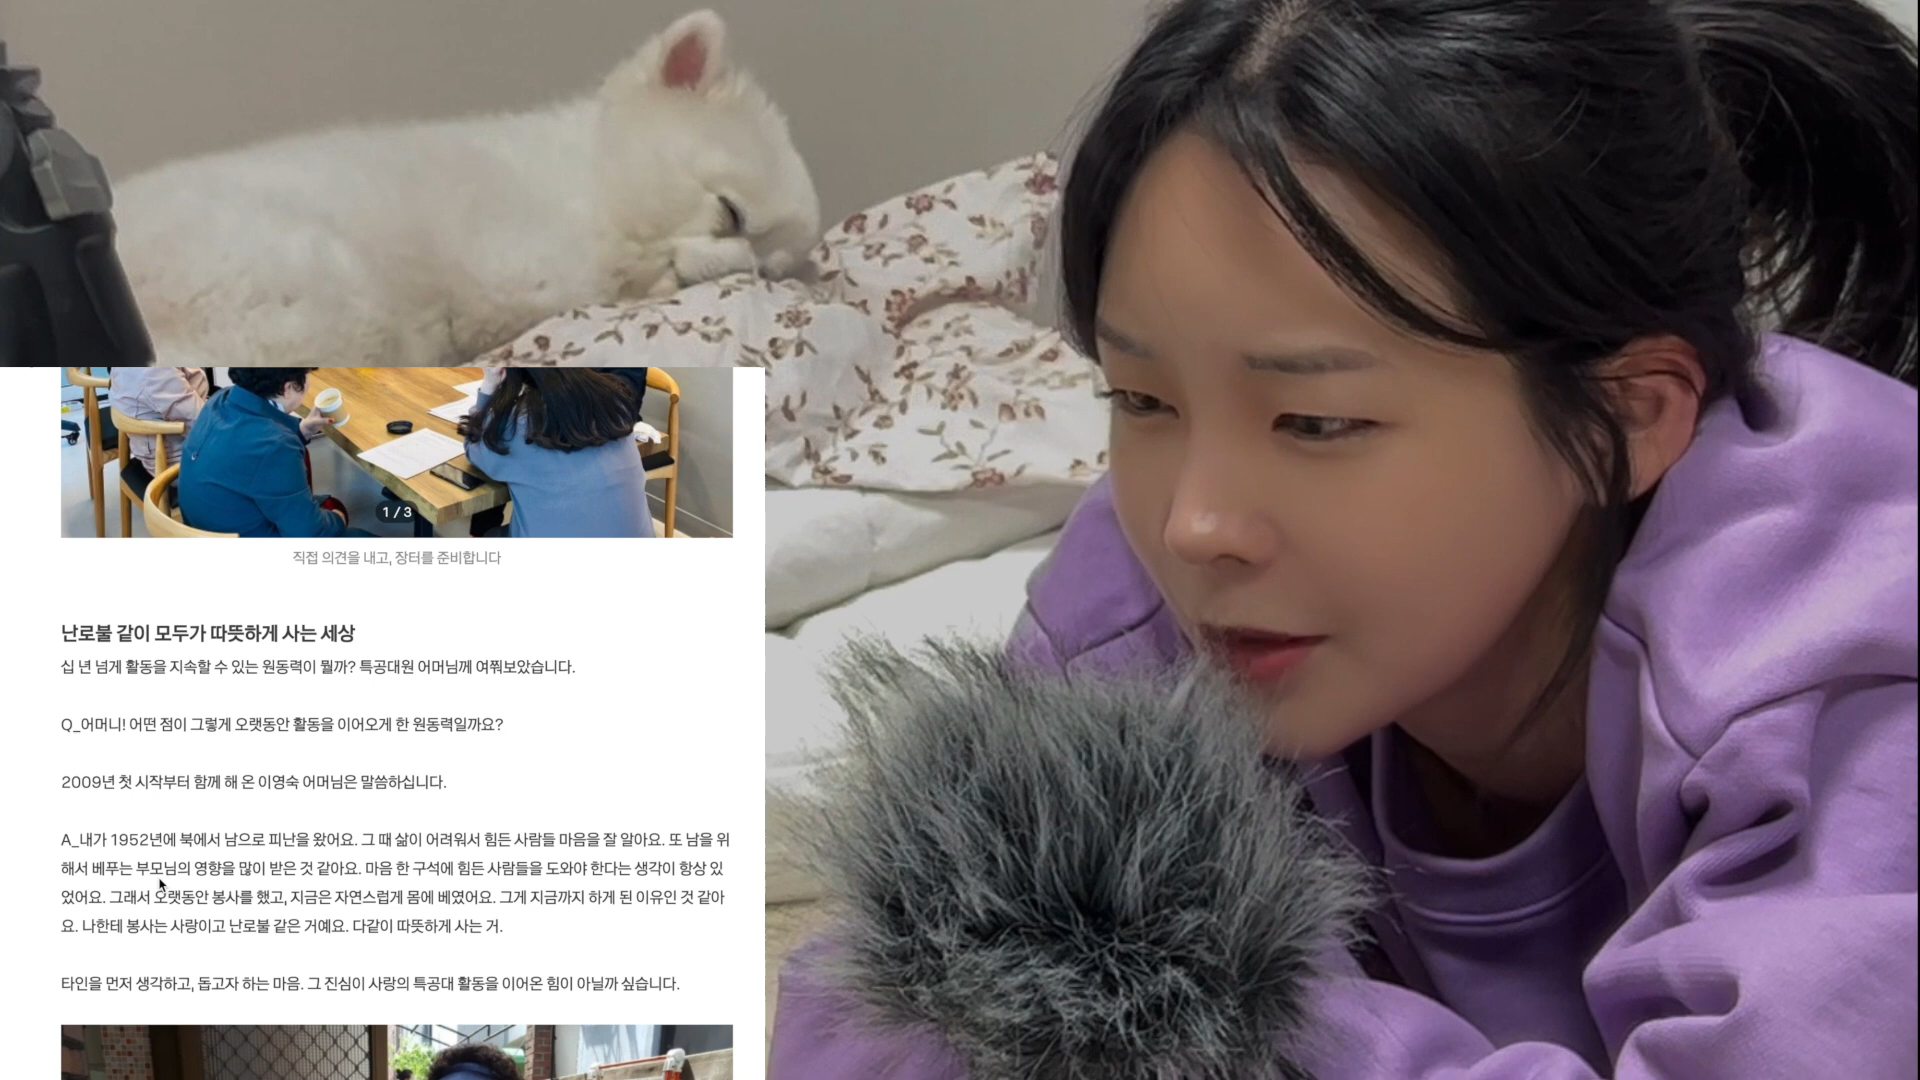 1 / 3
직접 의견을 내고, 장터를 준비합니다
난로불 같이 모두가 따뜻하게 사는 세상
십 년 넘게 활동을 지속할 수 있는 원동력이 뭘까? 특공대원 어머님께 여쭤보았습니다.
Q_어머니! 어떤 점이 그렇게 오랫동안 활동을 이어오게 한 원동력일까요?
2009년 첫 시작부터 함께 해 온 이영숙 어머님은 말씀하십니다.
A_내가 1952년에 북에서 남으로 피난을 왔어요. 그 때 삶이 어려워서 힘든 사람들 마음을 잘 알아요. 또 남을 위
해서 베푸는 부모님의 영향을 많이 받은 것 같아요. 마음 한 구석에 힘든 사람들을 도와야 한다는 생각이 항상 있
었어요. 그래서 오랫동안 봉사를 했고, 지금은 자연스럽게 몸에 베였어요. 그게 지금까지 하게 된 이유인 것 같아
요. 나한테 봉사는 사랑이고 난로불 같은 거예요. 다같이 따뜻하게 사는 거.
타인을 먼저 생각하고, 돕고자 하는 마음. 그 진심이 사랑의 특공대 활동을 이어온 힘이 아닐까 싶습니다.